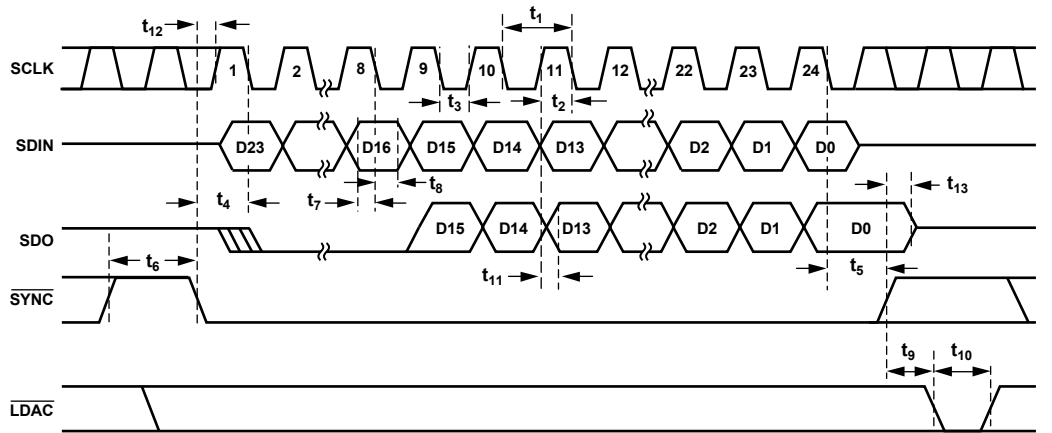 t12
t1
SCLK
1 2 8 9 10 11 12 22 23 24
t3
t2
SDIN
D23 D16 D15 D14 D13 D2 D1 D0
t4
t7
t8
t13
SDO
D15 D14 D13 D2 D1 D0
t6
t11
t5
SYNC
t9
t10
LDAC